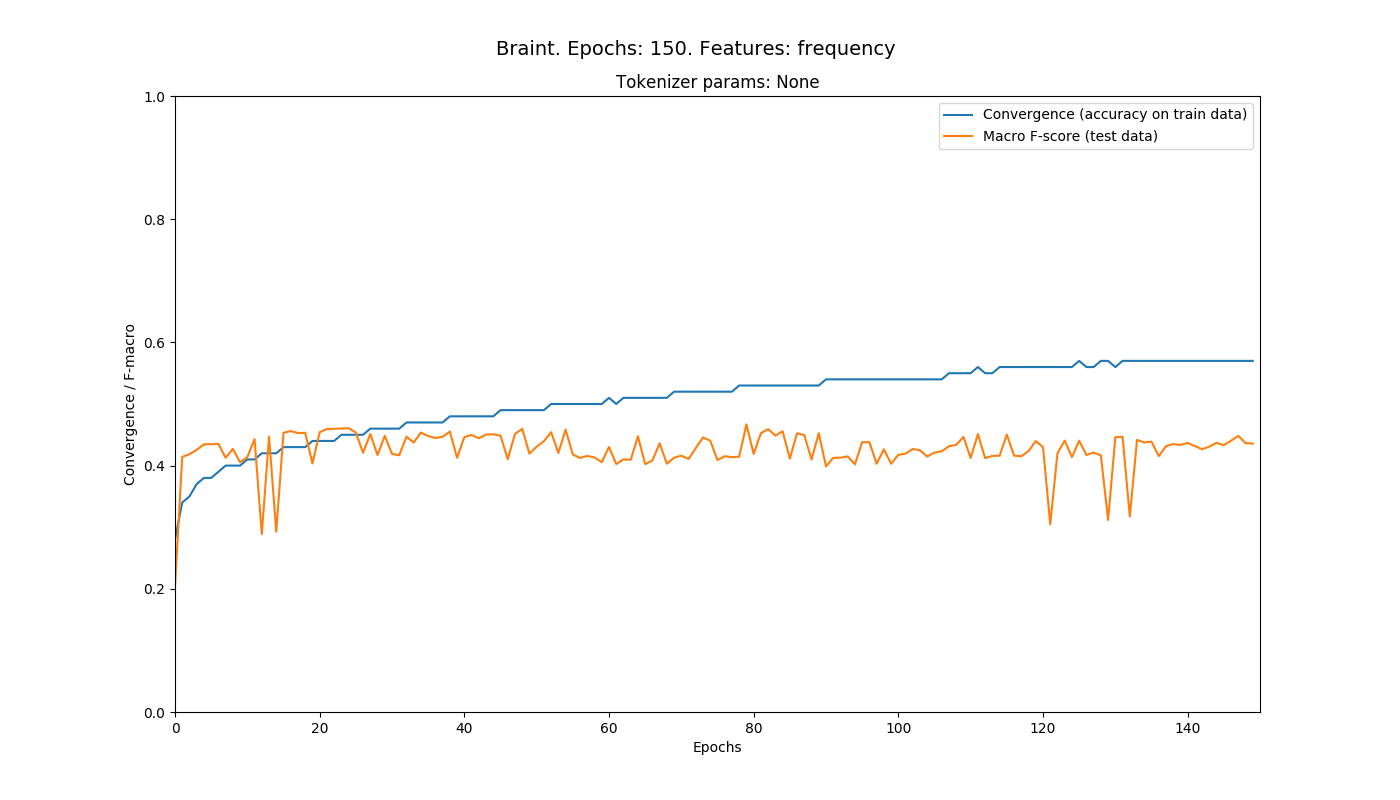 Braint. Epochs: 150. Features: frequency
Tokenizer params: None
Convergence (accuracy on train data)
Macro F-score (test data)
Convergence / F-macro
1.0
0.8
0.6
0.4
0.2
0.0
0 20 40 60 80 100 120 140
Epochs